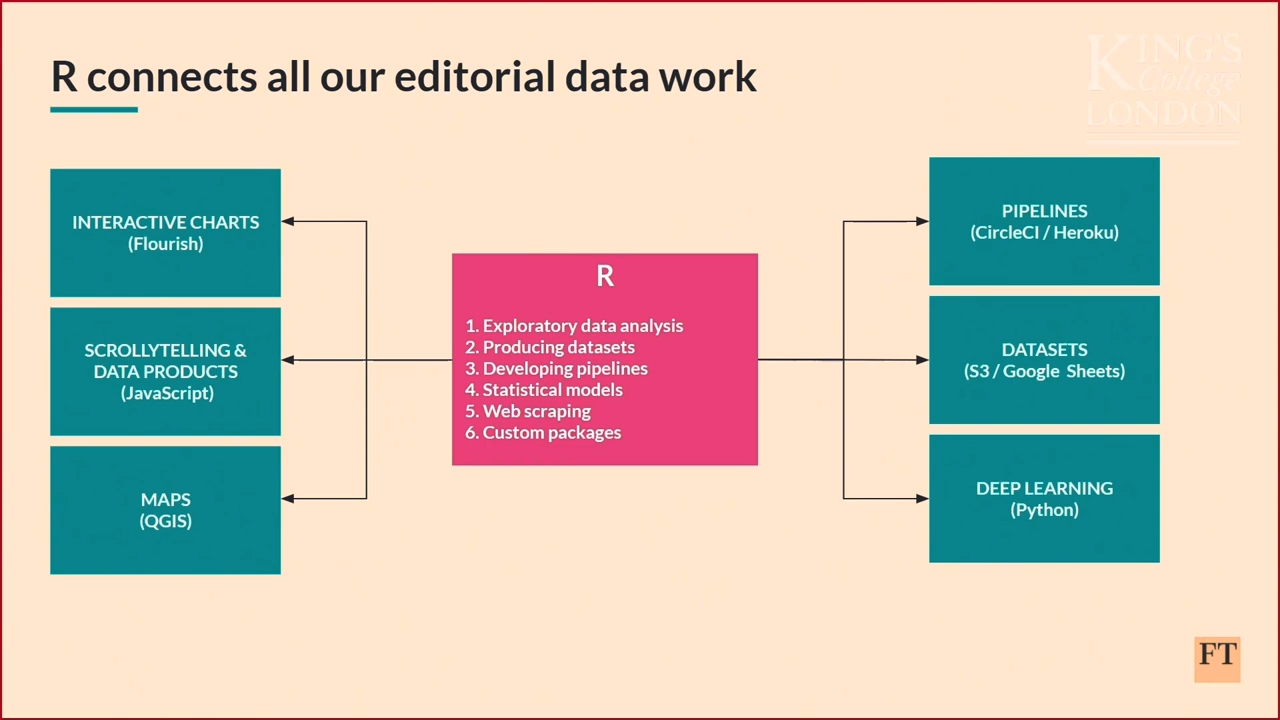 R connects all our editorial data work
KING'S
College
LONDON
INTERACTIVE CHARTS
(Flourish)
SCROLLYTELLING &
DATA PRODUCTS
(JavaScript)
MAPS
(QGIS)
R
1. Exploratory data analysis
2. Producing datasets
3. Developing pipelines
4. Statistical models
5. Web scraping
6. Custom packages
PIPELINES
(CircleCI / Heroku)
DATASETS
(S3 / Google Sheets)
DEEP LEARNING
(Python)
FT